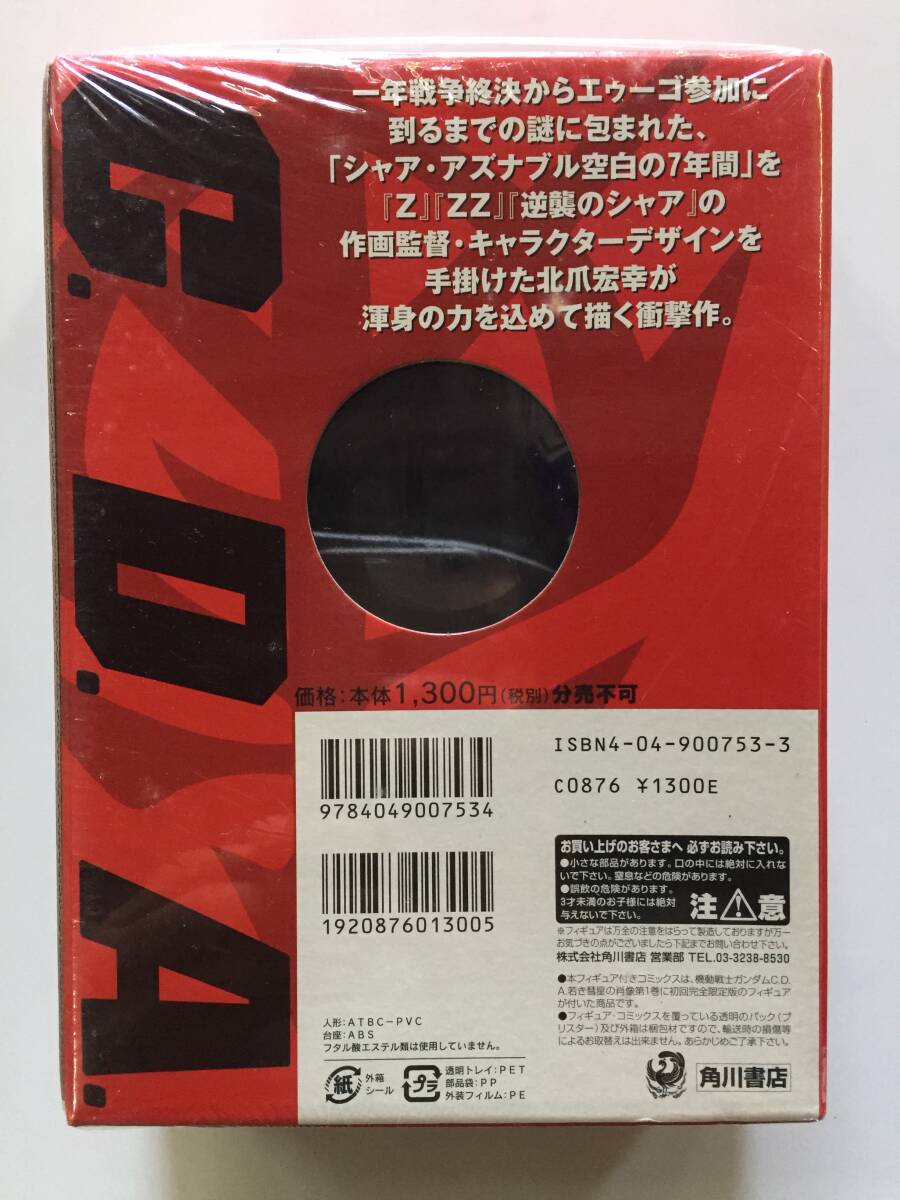 C.D.A.
一年戦争終決からエゥーゴ参加に
到るまでの謎に包まれた、
「シャア・アズナブル空白の7年間」を
『Z』『ZZ』『逆襲のシャア』の
作画監督・キャラクターデザインを
手掛けた北爪宏幸が
渾身の力を込めて描く衝撃作。
価格:本体1,300円(税別)分売不可
9784049007534
1920876013005
ISBN4-04-900753-3
C0876 ¥1300E
お買い上げのお客さまへ 必ずお読み下さい。
●小さな部品があります。口の中には絶対に入れな
いで下さい。窒息などの危険があります。
●誤飲の危険があります。
3才未満のお子様には絶対
与えないで下さい。
注意
※フィギュアは万全の注意をはらって製造しておりますが万一
お気づきの点がございましたら下記までお問い合わせ下さい。
株式会社角川書店 営業部 TEL.03-3238-8530
●本フィギュア付きコミックスは、機動戦士ガンダムC.D.
A.若き彗星の肖像第1巻に初回完全限定版のフィギュア
が付いた商品です。
●フィギュア・コミックスを覆っている透明のパック(ブ
リスター)及び外箱は梱包材ですので、輸送時の損傷等
によるお取替えは出来ません。あらかじめご了承下さい。
人形:ATBC-PVC
台座:ABS
フタル酸エステル類は使用していません。
紙
外箱
シール
プラ
透明トレイ:PET
部品袋:PP
外装フィルム:PE
角川書店